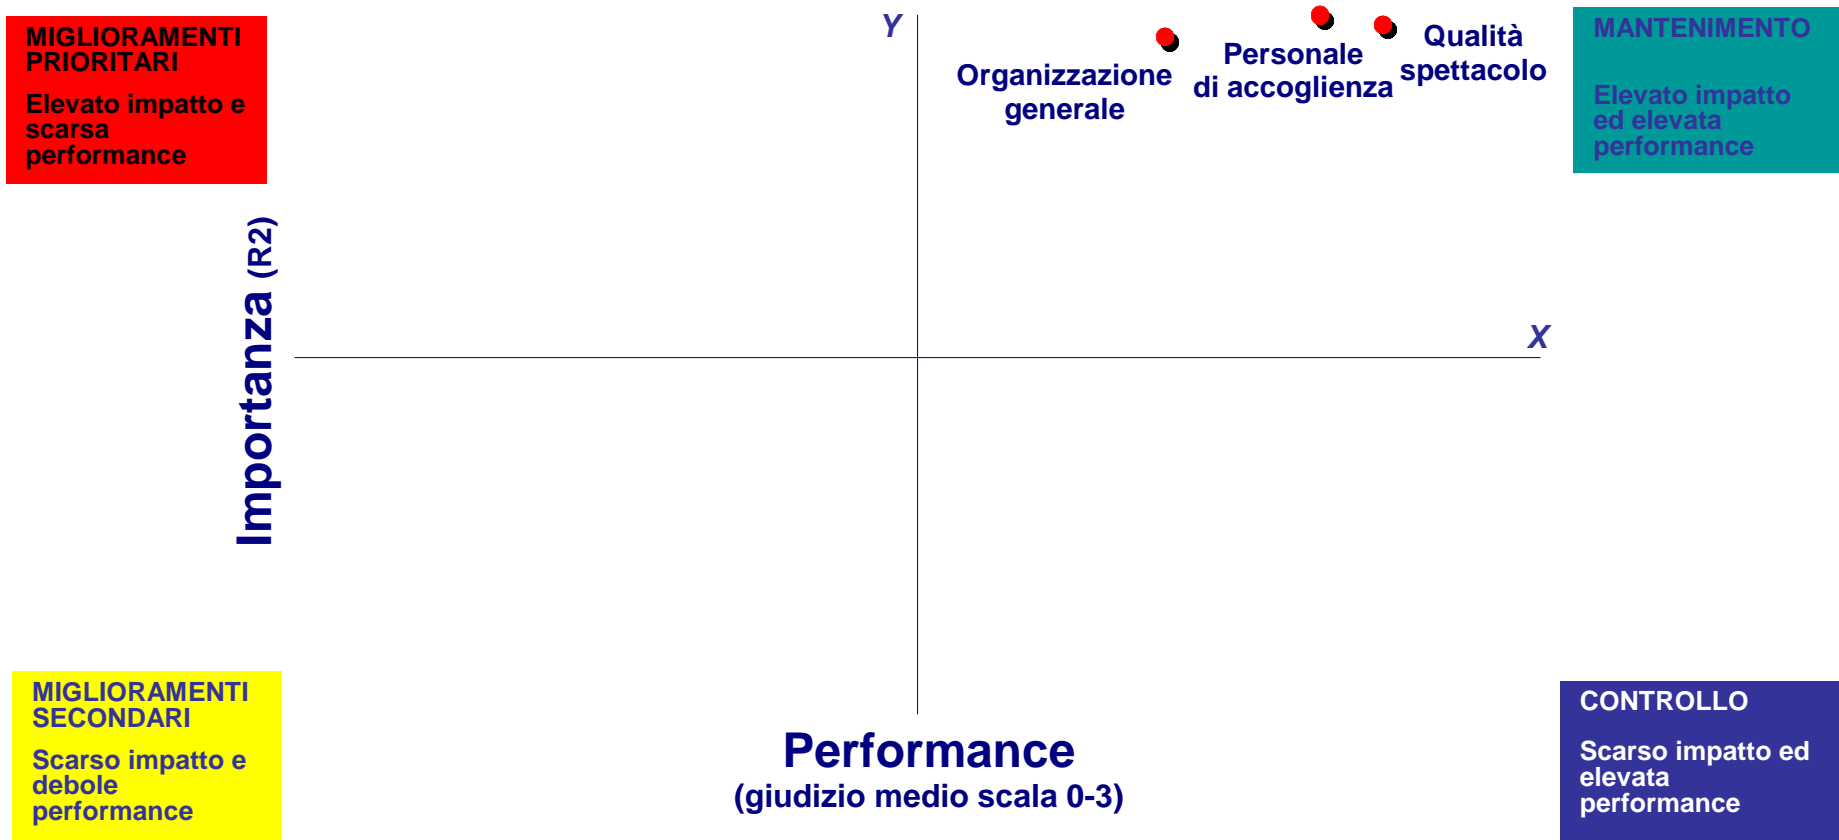 MIGLIORAMENTI
PRIORITARI
Elevato impatto e
scarsa
performance
Y
Organizzazione
generale
Personale
di accoglienza
Qualità
spettacolo
MANTENIMENTO
Elevato impatto
ed elevata
performance
Importanza (R2)
X
MIGLIORAMENTI
SECONDARI
Scarso impatto e
debole
performance
Performance
(giudizio medio scala 0-3)
CONTROLLO
Scarso impatto ed
elevata
performance